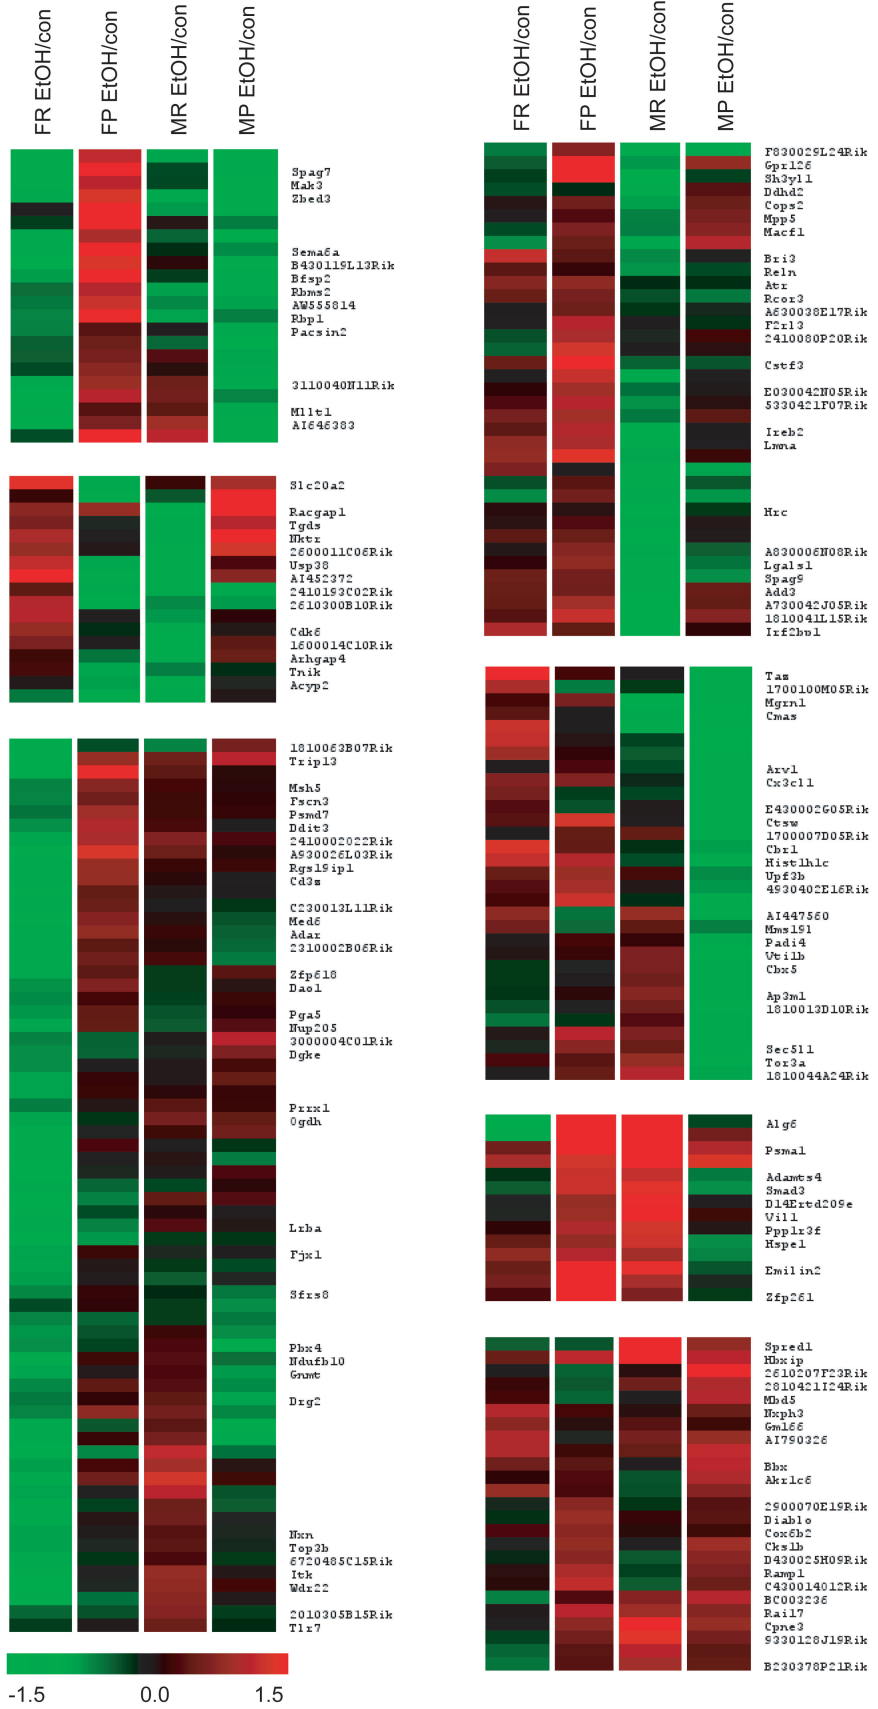 FR EtOH/con
FP EtOH/con
MR EtOH/con
MP EtOH/con
Spag7
Mak3
Zbed3
Sema6a
B430119L13Rik
Bfsp2
Rbms2
AW555814
Rbp1
Pacsin2
3110040N11Rik
Mllt1
AI646383
Slc20a2
Racgap1
Tgds
Nktr
2600011C06Rik
Usp38
AI452372
2410193C02Rik
2610300B10Rik
Cdk6
1600014C10Rik
Arhgap4
Tnik
Acyp2
1810063B07Rik
Trip13
Msh5
Fscn3
Psmd7
Ddit3
2410002O22Rik
A930026L03Rik
Rgs19ip1
Cd3z
C230013L11Rik
Med6
Adar
2310002B06Rik
Zfp618
Dao1
Pga5
Nup205
3000004C01Rik
Dgke
Prrx1
Ogdh
Lrba
Fjx1
Sfrs8
Pbx4
Ndufb10
Gnmt
Drg2
Nxn
Top3b
6720485C15Rik
Itk
Wdr22
2010305B15Rik
Tlr7
-1.5
0.0
1.5
FR EtOH/con
FP EtOH/con
MR EtOH/con
MP EtOH/con
F830029L24Rik
Gpr126
Sh3yl1
Ddhd2
Cops2
Mpp5
Macf1
Bri3
Reln
Atr
Rcor3
A630038E17Rik
F2rl3
2410080P20Rik
Cstf3
E030042N05Rik
5330421F07Rik
Ireb2
Lmna
Hrc
A830006N08Rik
Lgals1
Spag9
Add3
A730042J05Rik
1810041L15Rik
Irf2bp1
Taz
1700100M05Rik
Mgrn1
Cmas
Arv1
Cx3cl1
E430002G05Rik
Ctsw
1700007D05Rik
Cbr1
Hist1h1c
Upf3b
4930402E16Rik
AI447560
Mms19l
Padi4
Vti1b
Cbx5
Ap3m1
1810013D10Rik
Sec5l1
Tor3a
1810044A24Rik
Alg6
Psma1
Adamts4
Smad3
D14Ertd209e
Vil1
Ppp1r3f
Hspe1
Emilin2
Zfp261
Spred1
Hbxip
2610207F23Rik
2810421I24Rik
Mbd5
Nxph3
Gm166
AI790326
Bbx
Akr1c6
2900070E19Rik
Diablo
Cox6b2
Cks1b
D430025H09Rik
Ramp1
C430014O12Rik
BC003236
Rai17
Cpne3
9330128J19Rik
B230378P21Rik